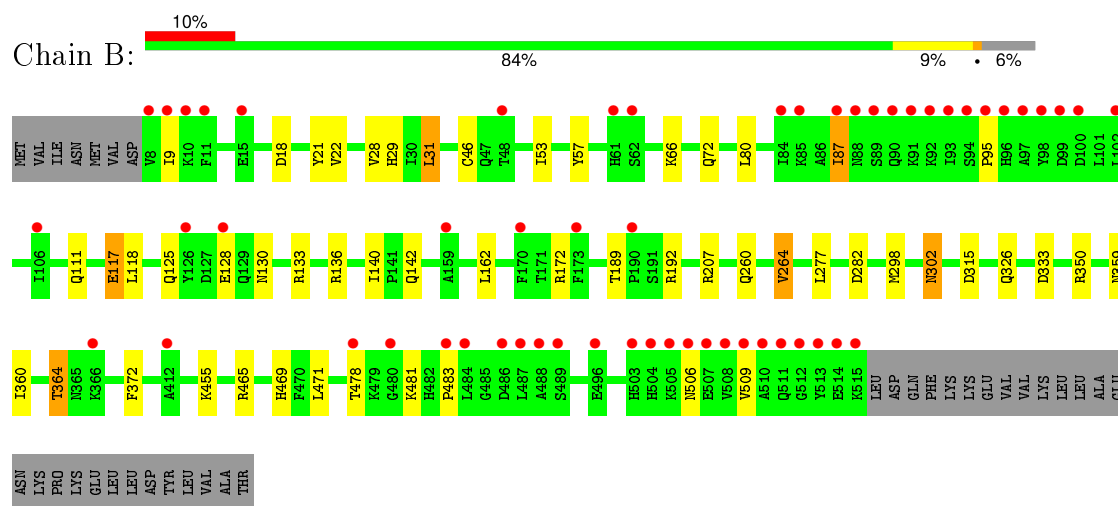 10%
Chain B:
84% 9% • 6%
MET VAL ILE ASN MET VAL ASP V8 I9 K10 F11 E15 D18 Y21 V22 V28 H29 I30 L31 C46 Q47 T48 I53 Y57 H61 S62 K66 Q72 L80 I84 K85 A86 I87 N88 S89 Q90 K91 K92 I93 S94 P95 H96 A97 Y98 D99 D100 L101 L102
I106 Q111 E117 L118 Q125 Y126 D127 E128 Q129 N130 R133 R136 I140 P141 Q142 A159 L162 F170 T171 R172 F173 T189 P190 S191 R192 R207 Q260 V264 L277 D282 M298 N302 D315 Q326 D333 R350 N359
I360 T364 N365 K366 F372 A412 K455 R465 H469 F470 L471 T478 K479 G480 K481 H482 P483 L484 G485 D486 L487 A488 S489 E496 H503 H504 K505 N506 E507 V508 V509 A510 Q511 G512 Y513 E514 K515 LEU ASP GLN PHE LYS LYS GLU VAL VAL LYS LEU LEU ALA GLU
ASN LYS PRO LYS GLU LEU LEU ASP TYR LEU VAL ALA THR